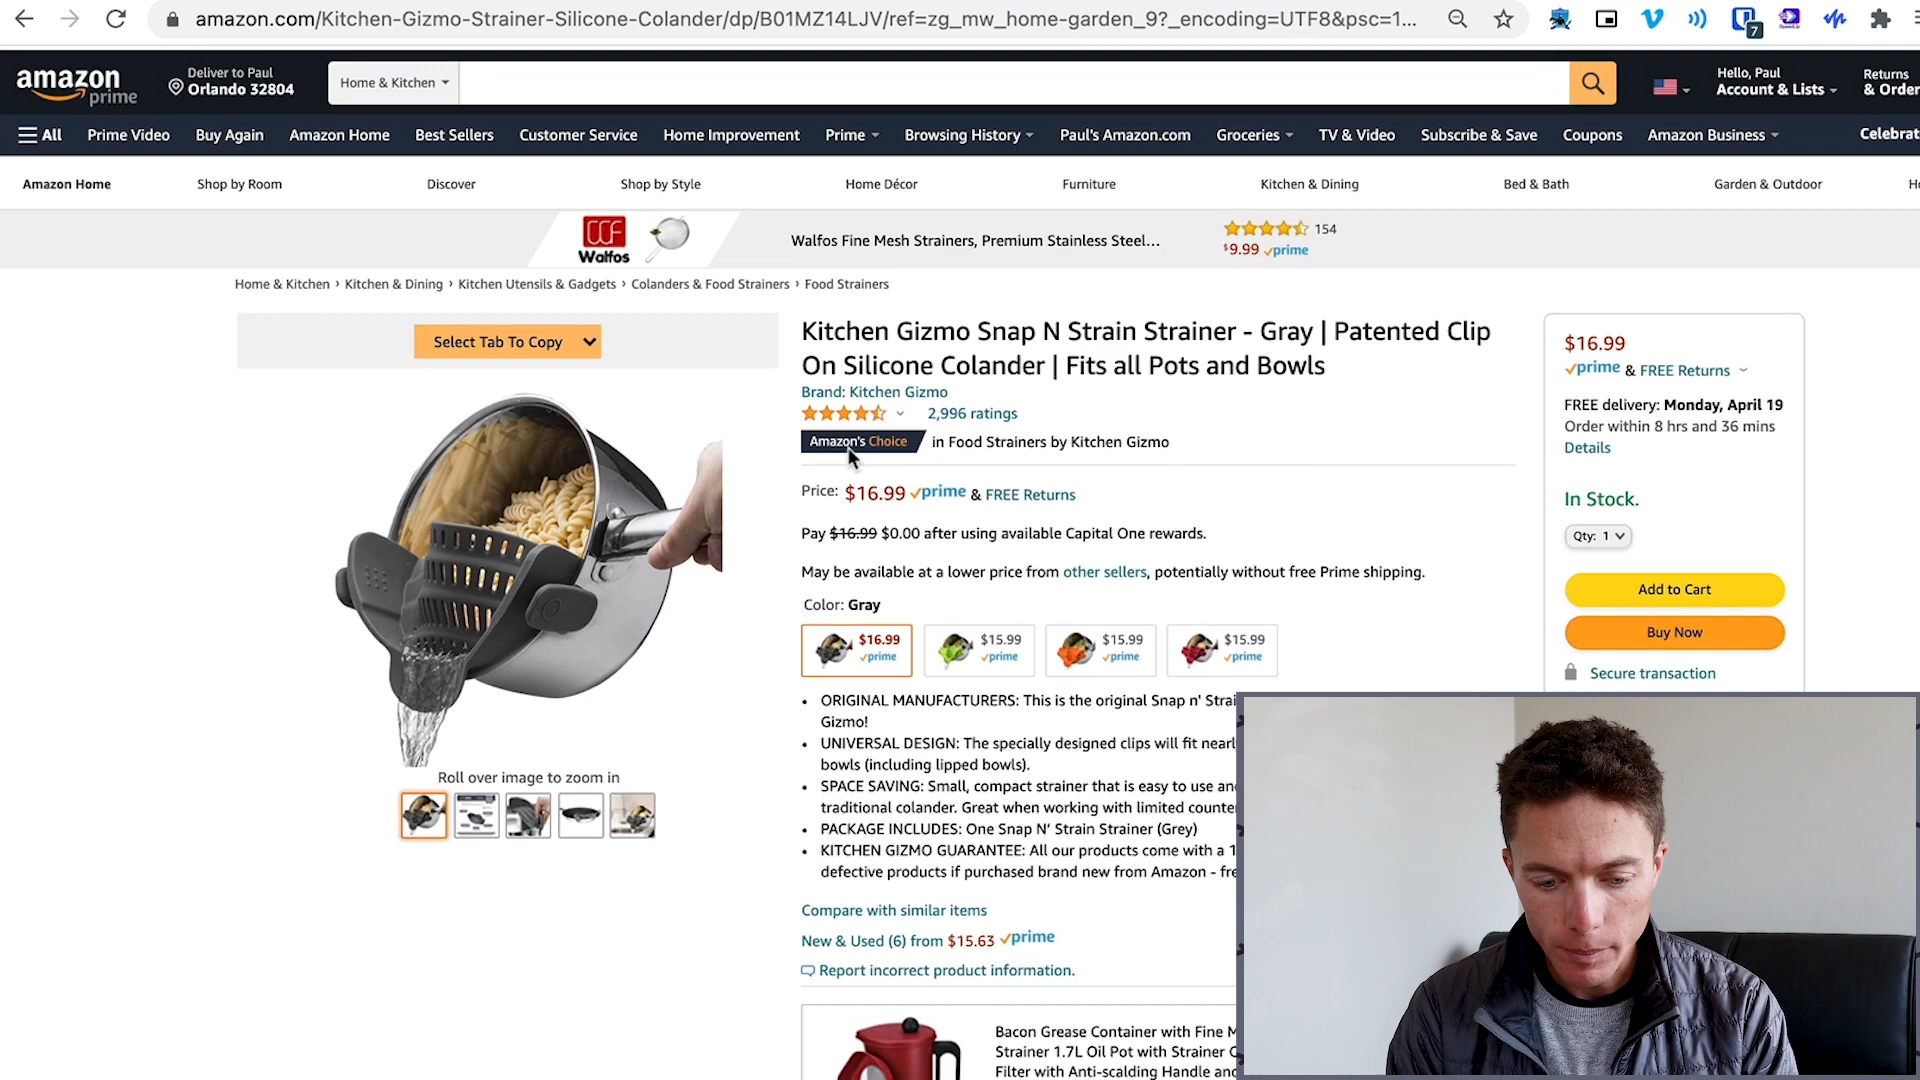 amazon.com/Kitchen-Gizmo-Strainer-Silicone-Colander/dp/B01MZ14LJV/ref=zg_mw_home-garden_9?_encoding=UTF8&psc=1...
7
amazon prime
Deliver to Paul
Orlando 32804
Home & Kitchen
Hello, Paul
Account & Lists
Returns
& Order
All Prime Video Buy Again Amazon Home Best Sellers Customer Service Home Improvement Prime Browsing History Paul's Amazon.com Groceries TV & Video Subscribe & Save Coupons Amazon Business Celebrat
Amazon Home Shop by Room Discover Shop by Style Home Décor Furniture Kitchen & Dining Bed & Bath Garden & Outdoor
Walfos
Walfos Fine Mesh Strainers, Premium Stainless Steel...
154
$9.99 prime
Home & Kitchen › Kitchen & Dining › Kitchen Utensils & Gadgets › Colanders & Food Strainers › Food Strainers
Select Tab To Copy
Roll over image to zoom in
Kitchen Gizmo Snap N Strain Strainer - Gray | Patented Clip
On Silicone Colander | Fits all Pots and Bowls
Brand: Kitchen Gizmo
2,996 ratings
Amazon's Choice in Food Strainers by Kitchen Gizmo
Price: $16.99 prime & FREE Returns
Pay $16.99 $0.00 after using available Capital One rewards.
May be available at a lower price from other sellers, potentially without free Prime shipping.
Color: Gray
$16.99 prime
$15.99 prime
$15.99 prime
$15.99 prime
• ORIGINAL MANUFACTURERS: This is the original Snap n' Strai
Gizmo!
• UNIVERSAL DESIGN: The specially designed clips will fit nearl
bowls (including lipped bowls).
• SPACE SAVING: Small, compact strainer that is easy to use an
traditional colander. Great when working with limited counte
• PACKAGE INCLUDES: One Snap N’ Strain Strainer (Grey)
• KITCHEN GIZMO GUARANTEE: All our products come with a 1
defective products if purchased brand new from Amazon - fre
Compare with similar items
New & Used (6) from $15.63 prime
Report incorrect product information.
Bacon Grease Container with Fine M
Strainer 1.7L Oil Pot with Strainer
Filter with Anti-scalding Handle and
$16.99
prime & FREE Returns
FREE delivery: Monday, April 19
Order within 8 hrs and 36 mins
Details
In Stock.
Qty: 1
Add to Cart
Buy Now
Secure transaction